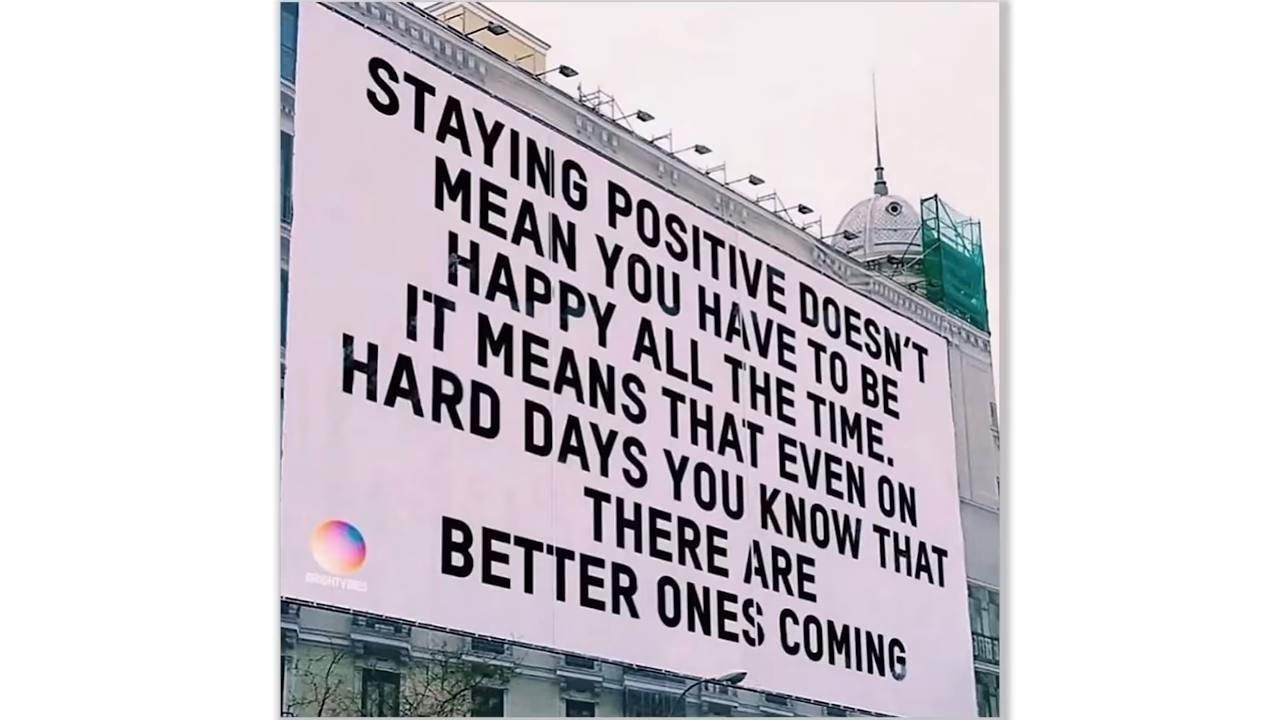 STAYING POSITIVE DOESN'T
MEAN YOU HAVE TO BE
HAPPY ALL THE TIME.
IT MEANS THAT EVEN ON
HARD DAYS YOU KNOW THAT
THERE ARE
BETTER ONES COMING
BRIGHTVIBES